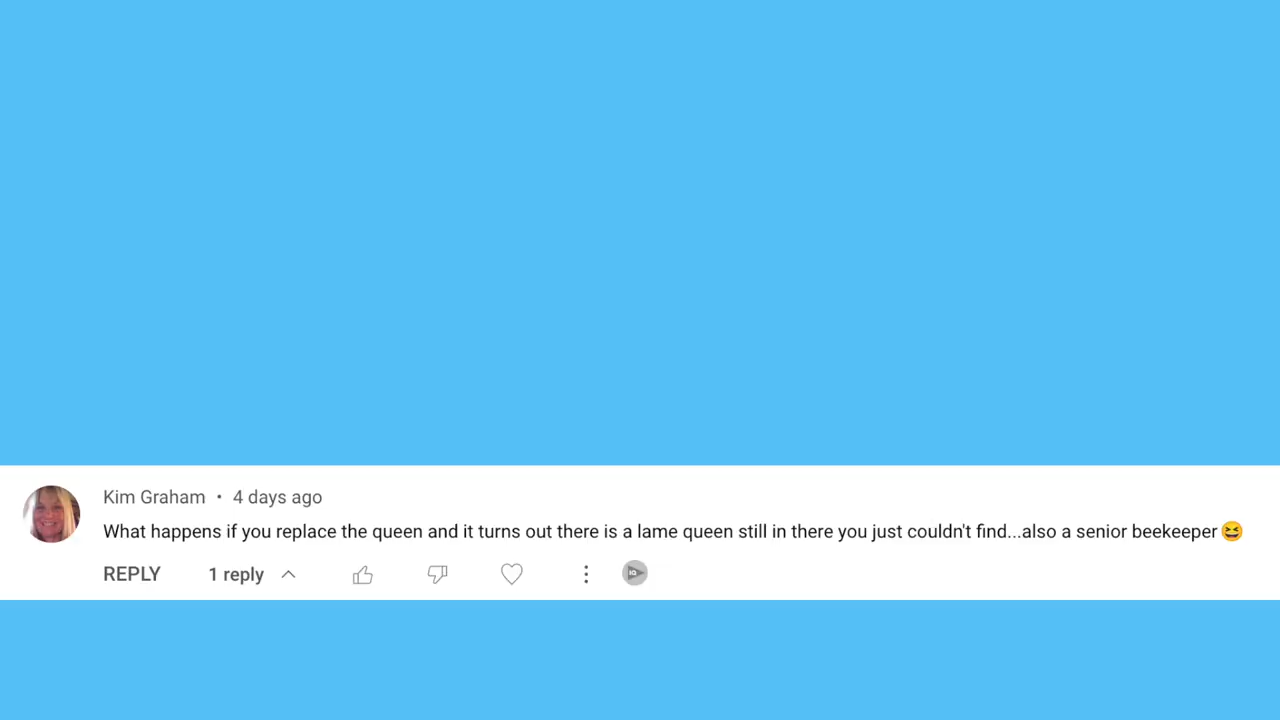 Kim Graham • 4 days ago
What happens if you replace the queen and it turns out there is a lame queen still in there you just couldn't find...also a senior beekeeper😆
REPLY 1 reply
IQ